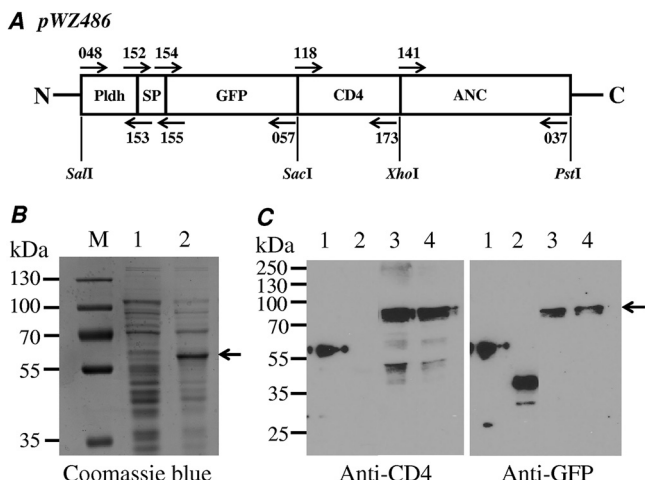 A pWZ486
048 152 154 118 141
N Pldh SP GFP CD4 ANC C
153 155 057 173 037
SalI SacI XhoI PstI
B
kDa M 1 2
130
100
70
55
35
Coomassie blue
C
kDa 1 2 3 4 1 2 3 4
250
130
100
70
55
35
25
Anti-CD4 Anti-GFP